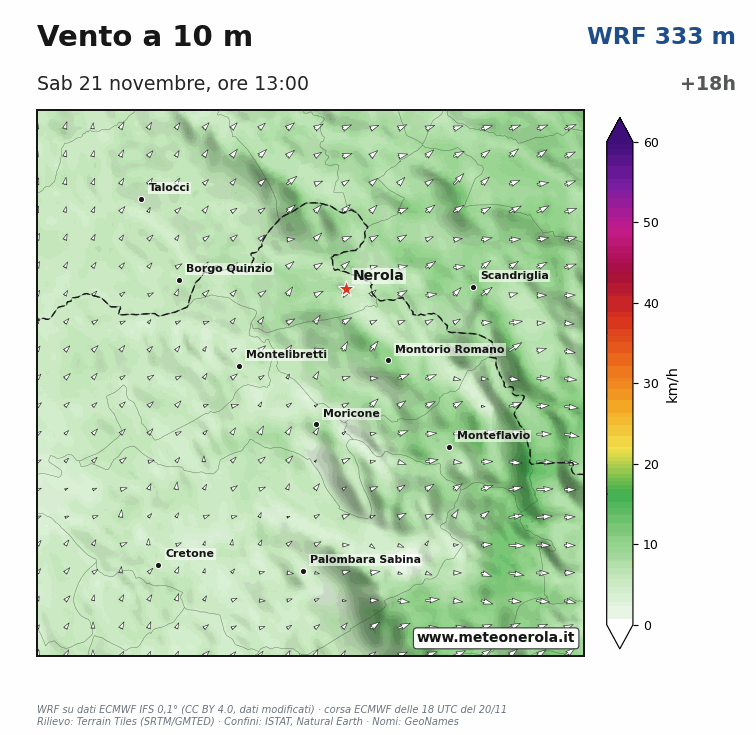 Vento a 10 m
WRF 333 m
Sab 21 novembre, ore 13:00
+18h
Talocci
Borgo Quinzio
Nerola
Scandriglia
Montelibretti
Montorio Romano
Moricone
Monteflavio
Cretone
Palombara Sabina
www.meteonerola.it
60
50
40
30
20
10
0
km/h
WRF su dati ECMWF IFS 0,1° (CC BY 4.0, dati modificati) · corsa ECMWF delle 18 UTC del 20/11
Rilievo: Terrain Tiles (SRTM/GMTED) · Confini: ISTAT, Natural Earth · Nomi: GeoNames